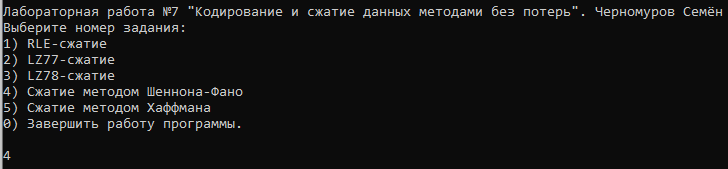 Лабораторная работа №7 "Кодирование и сжатие данных методами без потерь". Черномуров Семён
Выберите номер задания:
1) RLE-сжатие
2) LZ77-сжатие
3) LZ78-сжатие
4) Сжатие методом Шеннона-Фано
5) Сжатие методом Хаффмана
0) Завершить работу программы.
4